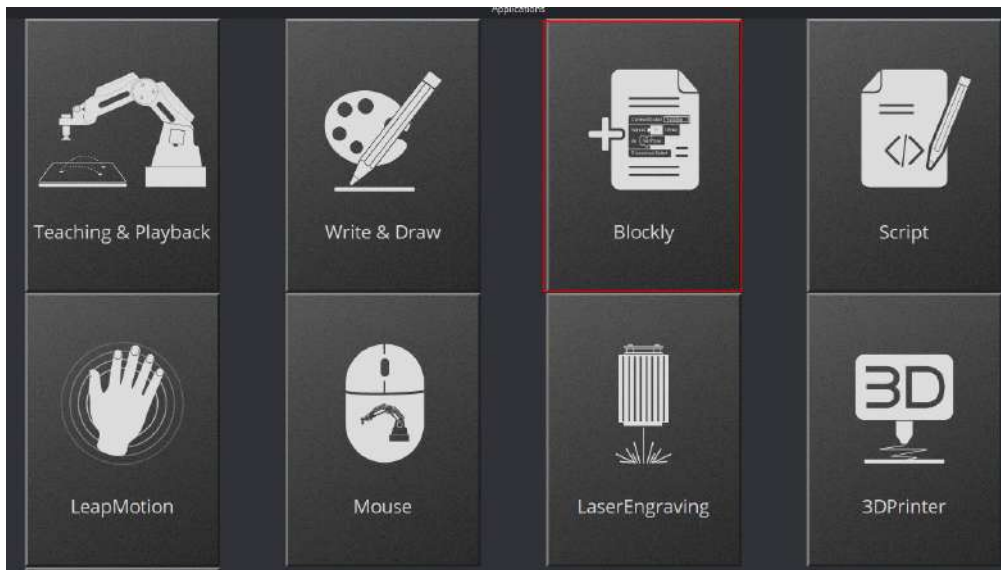 Applications
Teaching & Playback
Write & Draw
Blockly
Script
</>
LeapMotion
Mouse
LaserEngraving
3D
3DPrinter